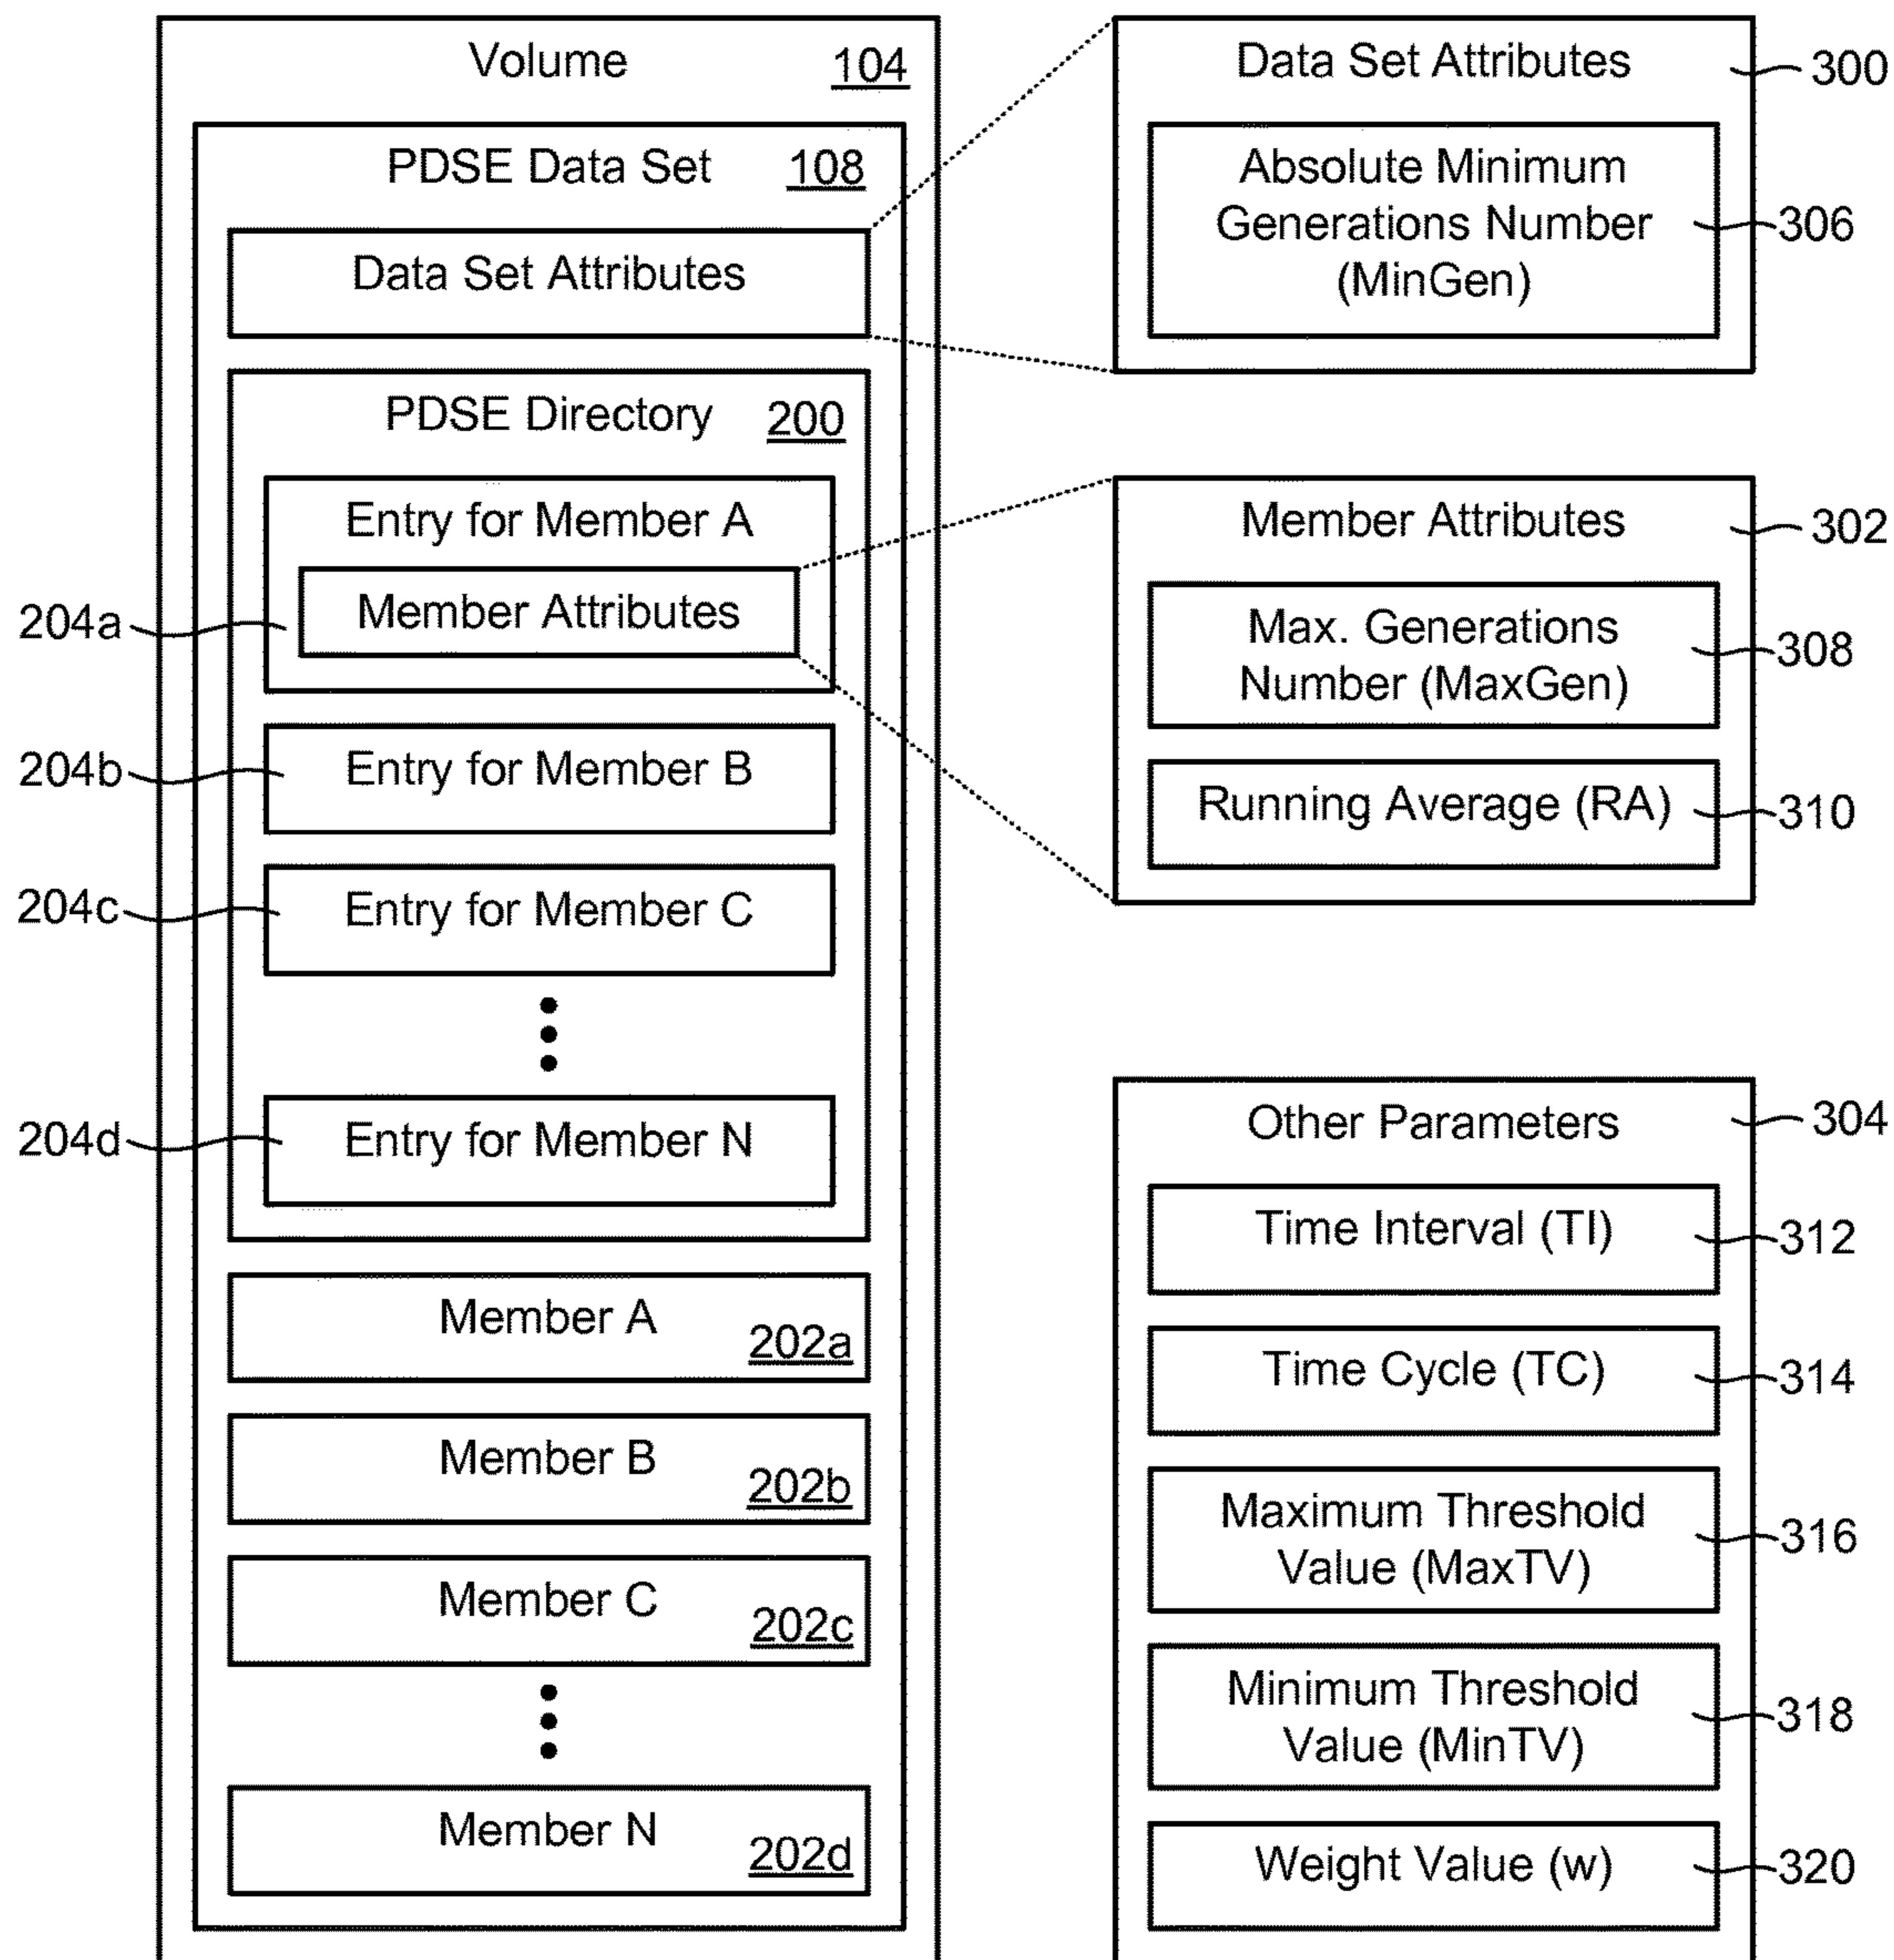 Volume 104
PDSE Data Set 108
Data Set Attributes
PDSE Directory 200
Entry for Member A
Member Attributes
204a
Entry for Member B
204b
Entry for Member C
204c
Entry for Member N
204d
Member A
202a
Member B
202b
Member C
202c
Member N
202d
Data Set Attributes 300
Absolute Minimum
Generations Number 306
(MinGen)
Member Attributes 302
Max. Generations
Number (MaxGen)
308
Running Average (RA) 310
Other Parameters 304
Time Interval (TI) 312
Time Cycle (TC) 314
Maximum Threshold
Value (MaxTV)
316
Minimum Threshold
Value (MinTV)
318
Weight Value (w) 320